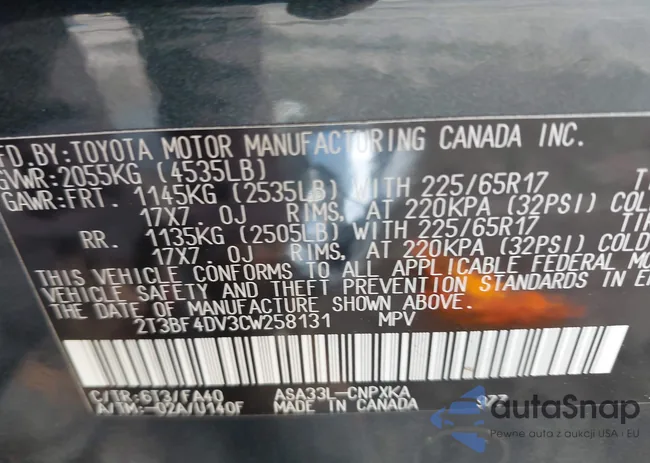 FD.BY:TOYOTA MOTOR MANUFACTURING CANADA INC.
GVWR:2055KG (4535LB)
GAWR:FRT. 1145KG (2535LB) WITH 225/65R17
17X7.0J RIMS, AT 220KPA (32PSI) COLD
RR. 1135KG (2505LB) WITH 225/65R17
17X7.0J RIMS, AT 220KPA (32PSI) COLD
THIS VEHICLE CONFORMS TO ALL APPLICABLE FEDERAL MO
VEHICLE SAFETY AND THEFT PREVENTION STANDARDS IN E
THE DATE OF MANUFACTURE SHOWN ABOVE.
2T3BF4DV3CW258131 MPV
C/TR:6T3/FA40 ASA33L-CNPXKA
A/TM:-02A/U140F MADE IN CANADA
autoSnap
Pewne auta z aukcji USA i EU